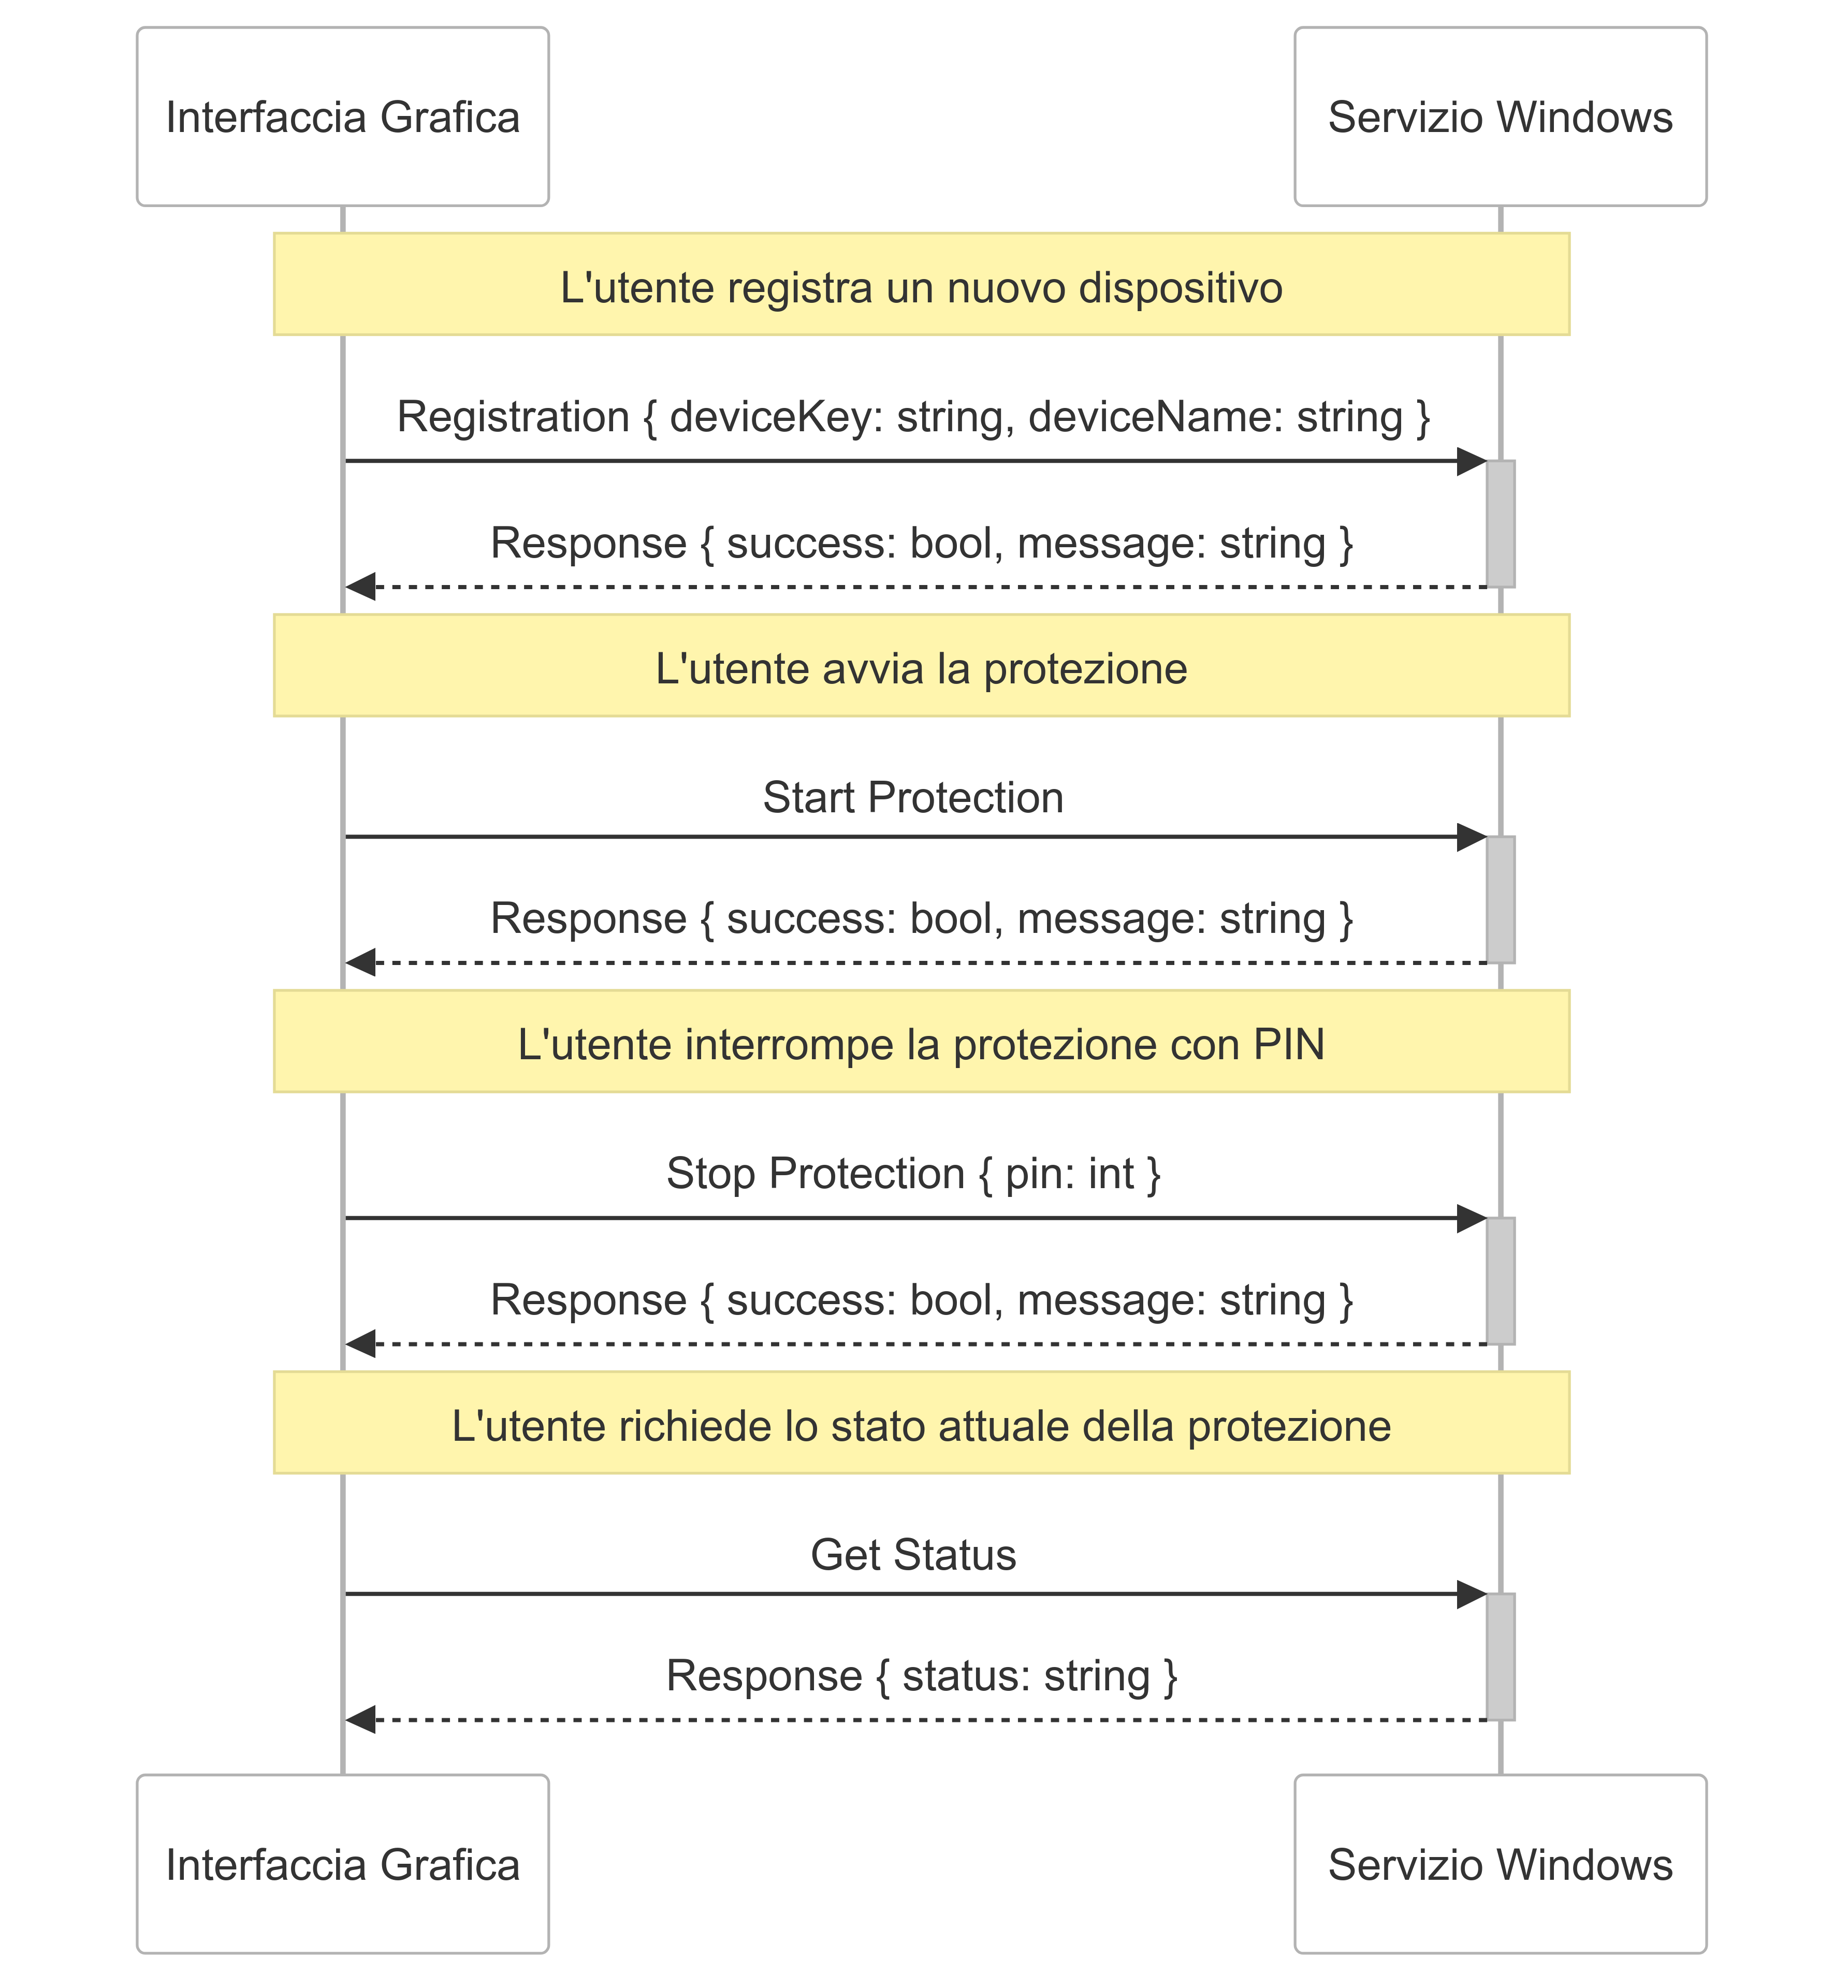 Interfaccia Grafica
Servizio Windows
L'utente registra un nuovo dispositivo
Registration { deviceKey: string, deviceName: string }
Response { success: bool, message: string }
L'utente avvia la protezione
Start Protection
Response { success: bool, message: string }
L'utente interrompe la protezione con PIN
Stop Protection { pin: int }
Response { success: bool, message: string }
L'utente richiede lo stato attuale della protezione
Get Status
Response { status: string }
Interfaccia Grafica
Servizio Windows